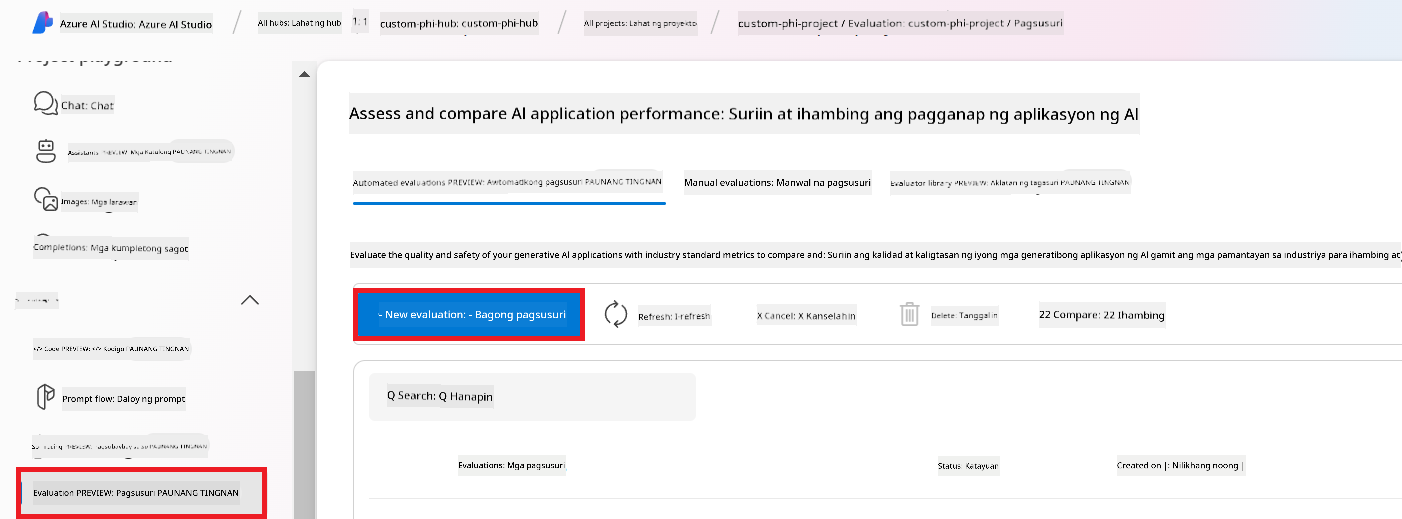 Azure AI Studio: Azure AI Studio / All hubs: Lahat ng hub 1: 1 custom-phi-hub: custom-phi-hub / All projects: Lahat ng proyekto / custom-phi-project / Evaluation: custom-phi-project / Pagsusuri
Project playground
Chat: Chat
Assistants PREVIEW: Mga Katulong PAUNANG TINGNAN
Images: Mga larawan
Completions: Mga kumpletong sagot
</> Code PREVIEW: </> Kodigo PAUNANG TINGNAN
Prompt flow: Daloy ng prompt
PREVIEW: PAUNANG TINGNAN
Evaluation PREVIEW: Pagsusuri PAUNANG TINGNAN
Assess and compare AI application performance: Suriin at ihambing ang pagganap ng aplikasyon ng AI
Automated evaluations PREVIEW: Awtomatikong pagsusuri PAUNANG TINGNAN
Manual evaluations: Manwal na pagsusuri
Evaluator library PREVIEW: Aklatan ng tagasuri PAUNANG TINGNAN
Evaluate the quality and safety of your generative AI applications with industry standard metrics to compare and: Suriin ang kalidad at kaligtasan ng iyong mga generatibong aplikasyon ng AI gamit ang mga pamantayan sa industriya para ihambing at
- New evaluation: - Bagong pagsusuri
Refresh: I-refresh
X Cancel: X Kanselahin
Delete: Tanggalin
22 Compare: 22 Ihambing
Q Search: Q Hanapin
Evaluations: Mga pagsusuri
Status: Katayuan
Created on |: Nilikhang noong |